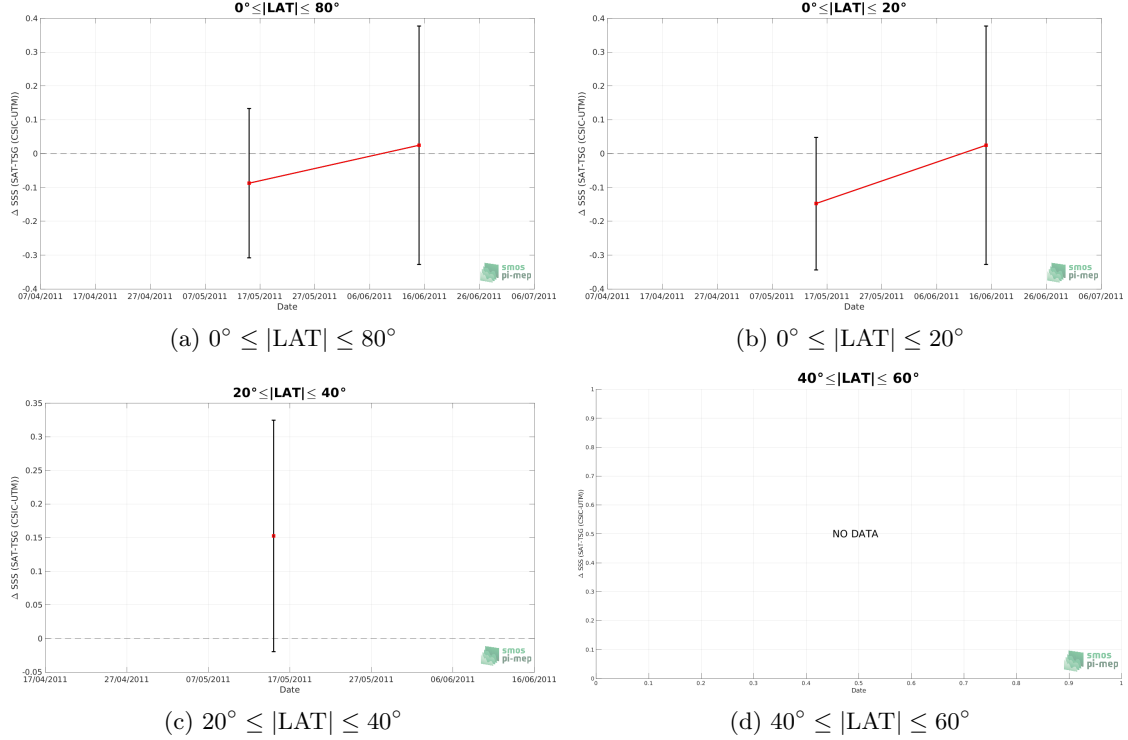 0°≤|LAT|≤ 80°
0.4
0.3
0.2
0.1
0
-0.1
-0.2
-0.3
-0.4
Δ SSS (SAT-TSG (CSIC-UTM))
07/04/2011 17/04/2011 27/04/2011 07/05/2011 17/05/2011 27/05/2011 06/06/2011 16/06/2011 26/06/2011 06/07/2011
Date
smos
pi-mep
(a) 0° ≤ |LAT| ≤ 80°
0°≤|LAT|≤ 20°
0.4
0.3
0.2
0.1
0
-0.1
-0.2
-0.3
-0.4
Δ SSS (SAT-TSG (CSIC-UTM))
07/04/2011 17/04/2011 27/04/2011 07/05/2011 17/05/2011 27/05/2011 06/06/2011 16/06/2011 26/06/2011 06/07/2011
Date
smos
pi-mep
(b) 0° ≤ |LAT| ≤ 20°
20°≤|LAT|≤ 40°
0.35
0.3
0.25
0.2
0.15
0.1
0.05
0
-0.05
Δ SSS (SAT-TSG (CSIC-UTM))
17/04/2011 27/04/2011 07/05/2011 17/05/2011 27/05/2011 06/06/2011 16/06/2011
Date
smos
pi-mep
(c) 20° ≤ |LAT| ≤ 40°
40°≤|LAT|≤ 60°
1
0.9
0.8
0.7
0.6
0.5
0.4
0.3
0.2
0.1
0
Δ SSS (SAT-TSG (CSIC-UTM))
NO DATA
0 0.1 0.2 0.3 0.4 0.5 0.6 0.7 0.8 0.9 1
Date
smos
pi-mep
(d) 40° ≤ |LAT| ≤ 60°